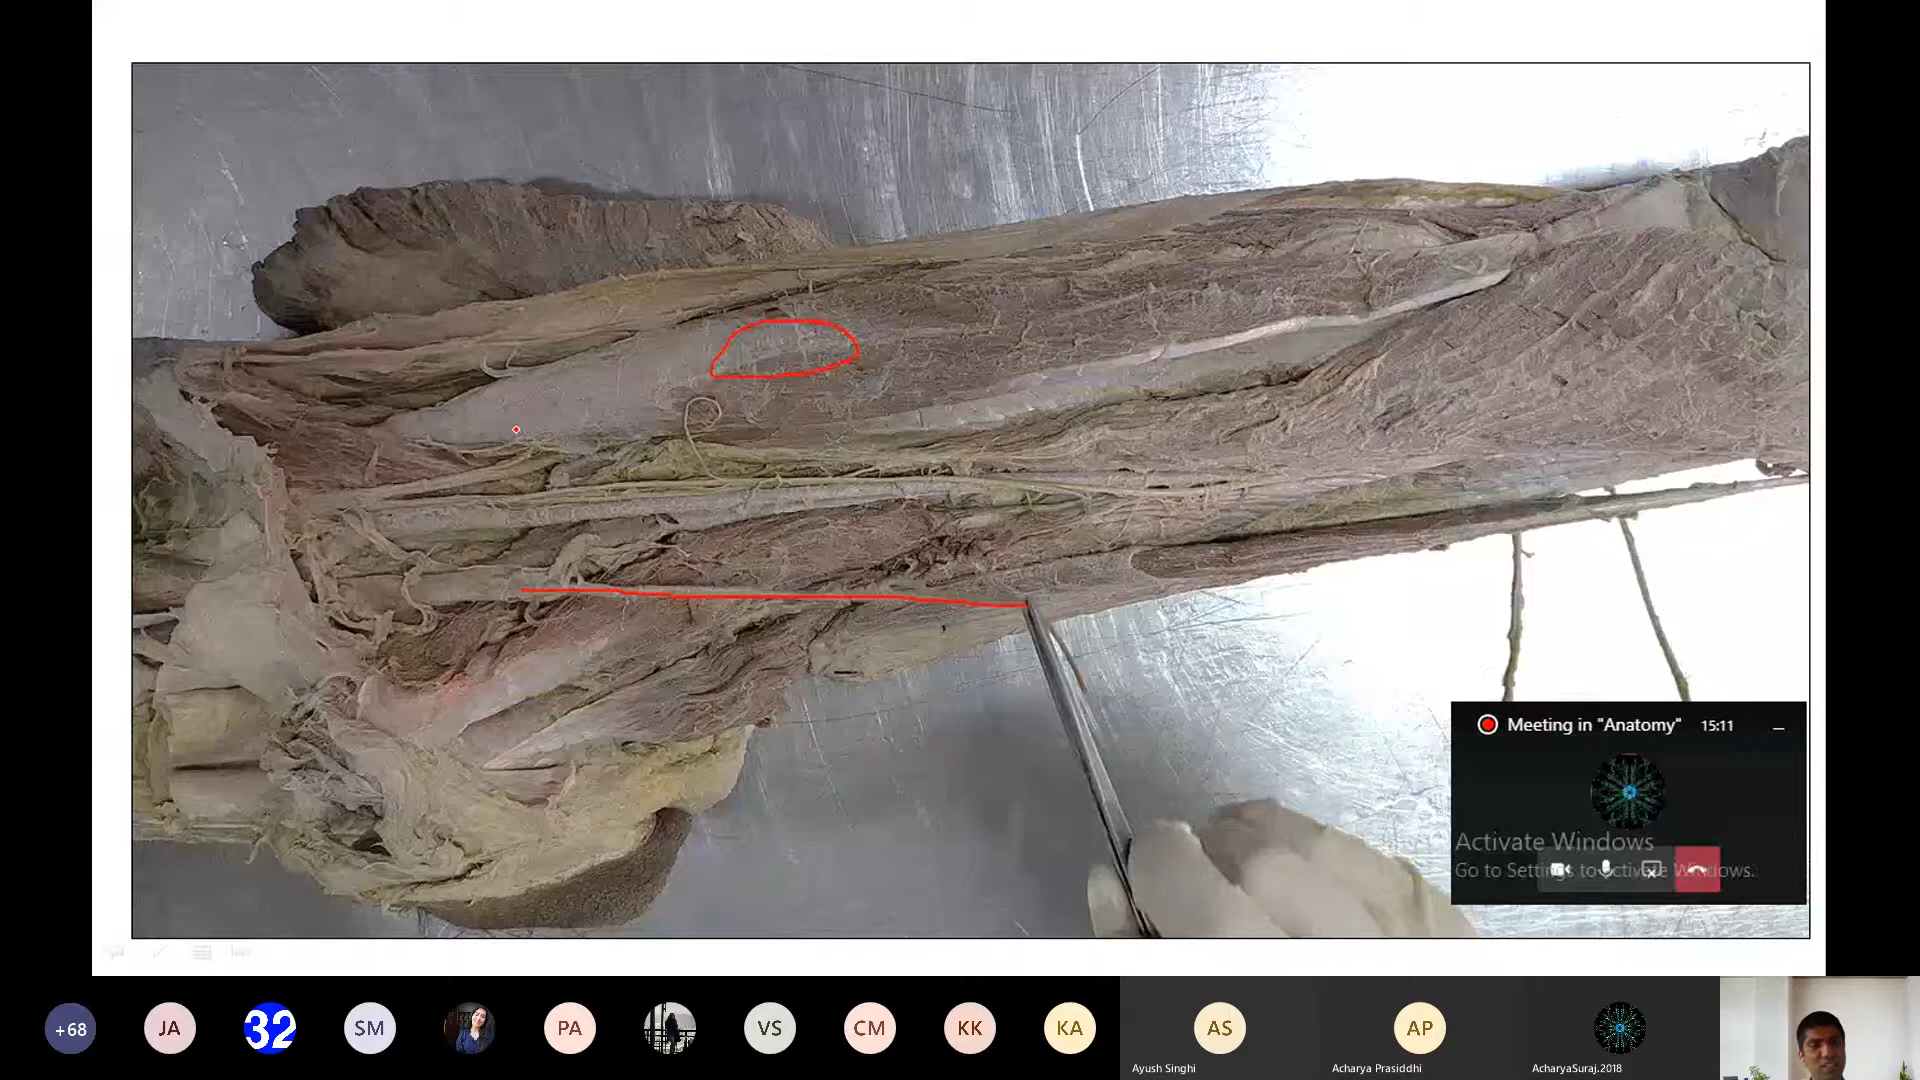 Meeting in "Anatomy" 15:11
Activate Windows
Go to Settings to activate Windows.
+68 JA 32 SM PA VS CM KK KA AS AP
Ayush Singhi Acharya Prasiddhi AcharyaSuraj.2018